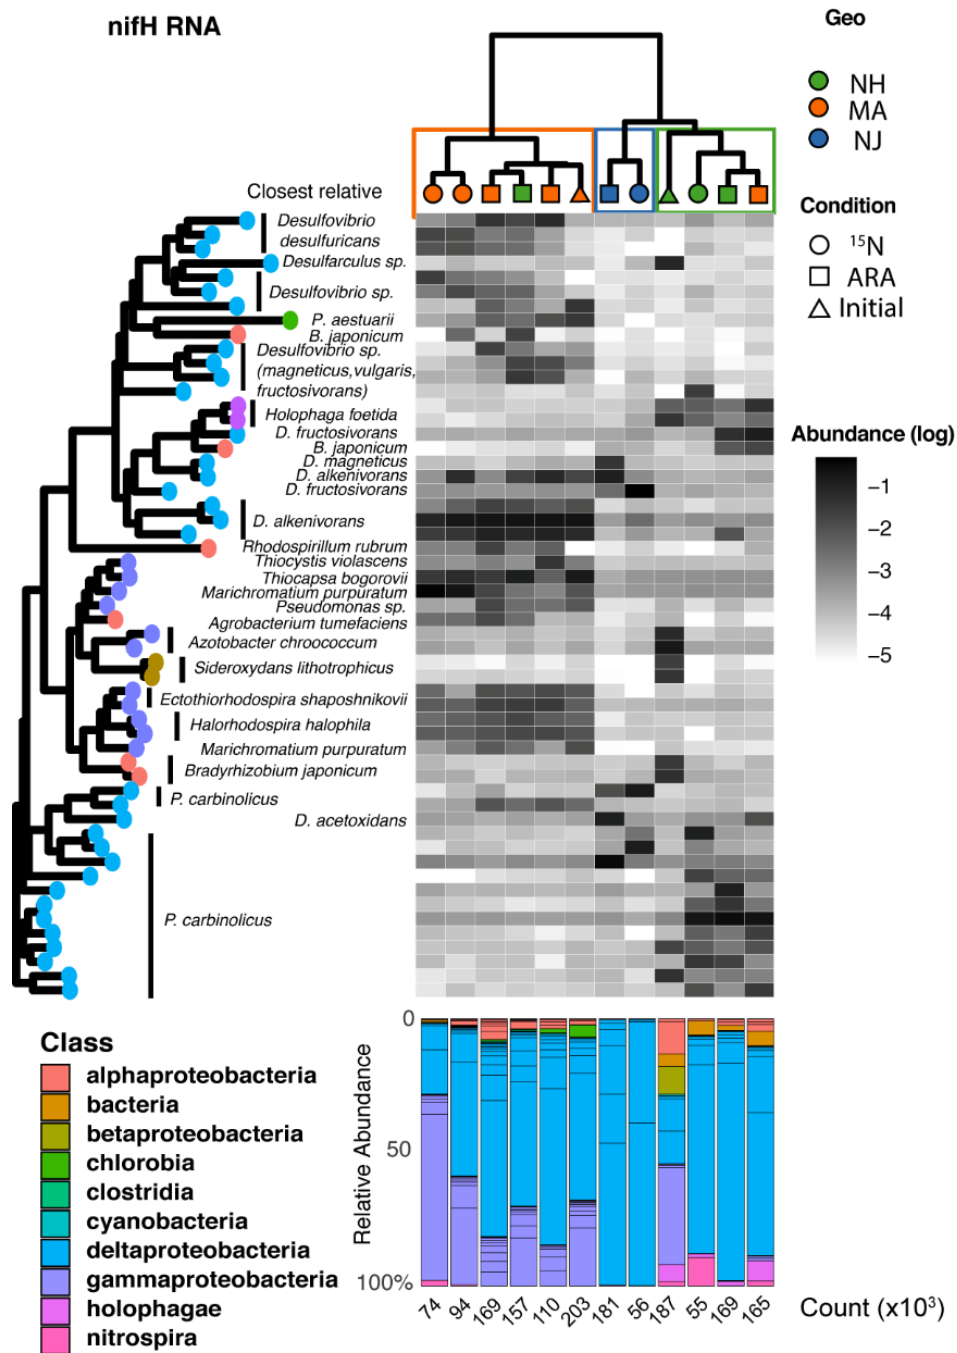 nifH RNA
Geo
NH
MA
NJ
Condition
¹⁵N
ARA
Initial
Closest relative
Desulfovibrio
desulfuricans
Desulfarculus sp.
Desulfovibrio sp.
P. aestuarii
B. japonicum
Desulfovibrio sp.
(magneticus,vulgaris,
fructosivorans)
Holophaga foetida
D. fructosivorans
B. japonicum
D. magneticus
D. alkenivorans
D. fructosivorans
D. alkenivorans
Rhodospirillum rubrum
Thiocystis violascens
Thiocapsa bogorovii
Marichromatium purpuratum
Pseudomonas sp.
Agrobacterium tumefaciens
Azotobacter chroococcum
Sideroxydans lithotrophicus
Ectothiorhodospira shaposhnikovii
Halorhodospira halophila
Marichromatium purpuratum
Bradyrhizobium japonicum
P. carbinolicus
D. acetoxidans
P. carbinolicus
Abundance (log)
−1
−2
−3
−4
−5
Class
alphaproteobacteria
bacteria
betaproteobacteria
chlorobia
clostridia
cyanobacteria
deltaproteobacteria
gammaproteobacteria
holophagae
nitrospira
Relative Abundance
0
50
100%
74 94 169 157 110 203 181 56 187 55 169 165
Count (x10³)